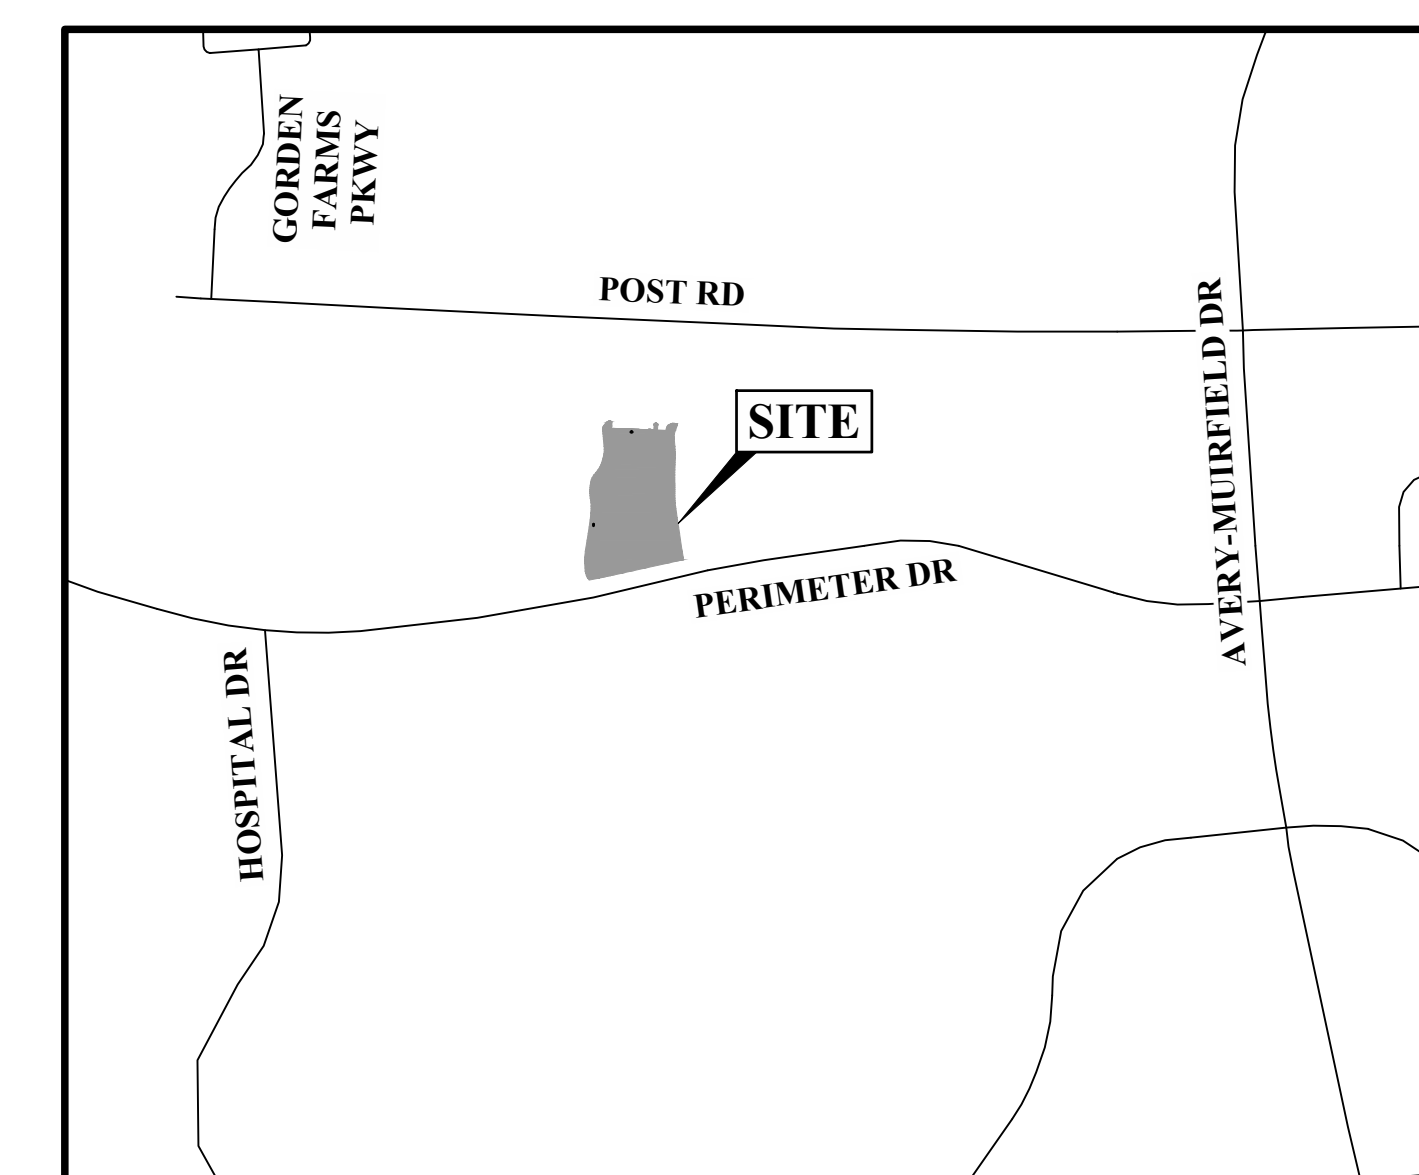 GORDEN
FARMS
PKWY
POST RD
AVERY-MUIRFIELD DR
SITE
PERIMETER DR
HOSPITAL DR